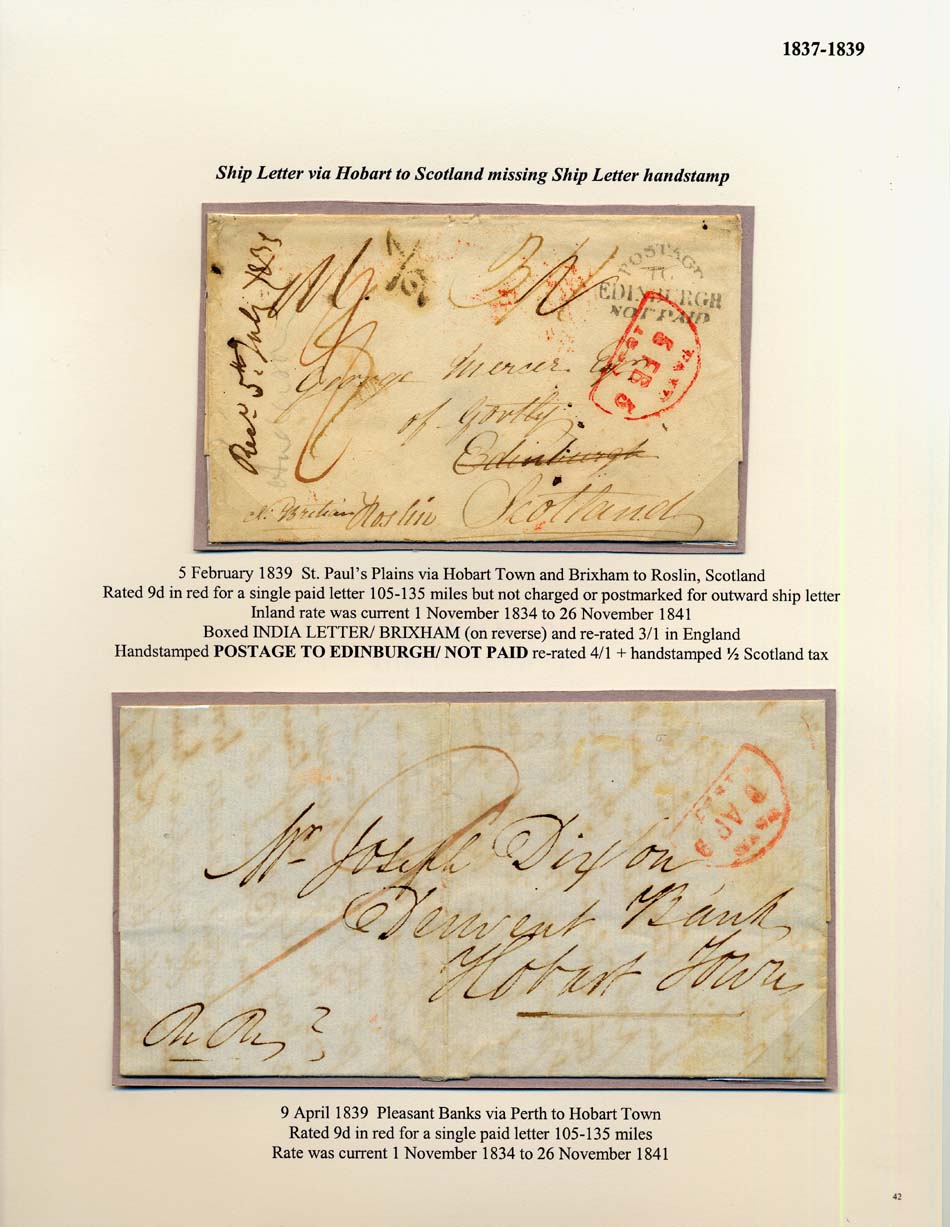 1837-1839
Ship Letter via Hobart to Scotland missing Ship Letter handstamp
Recd 5th July 1839
½
POSTAGE
TO
EDINBURGH
NOT PAID
5 FE 3
George Mercer Esqr
of Gorthy
Edinburgh
Scotland
N. Britain Roslin
5 February 1839 St. Paul's Plains via Hobart Town and Brixham to Roslin, Scotland
Rated 9d in red for a single paid letter 105-135 miles but not charged or postmarked for outward ship letter
Inland rate was current 1 November 1834 to 26 November 1841
Boxed INDIA LETTER/ BRIXHAM (on reverse) and re-rated 3/1 in England
Handstamped POSTAGE TO EDINBURGH/ NOT PAID re-rated 4/1 + handstamped ½ Scotland tax
9 AP 9
Mr Joseph Dixon
Derwent Bank
Hobart Town
9 April 1839 Pleasant Banks via Perth to Hobart Town
Rated 9d in red for a single paid letter 105-135 miles
Rate was current 1 November 1834 to 26 November 1841
42